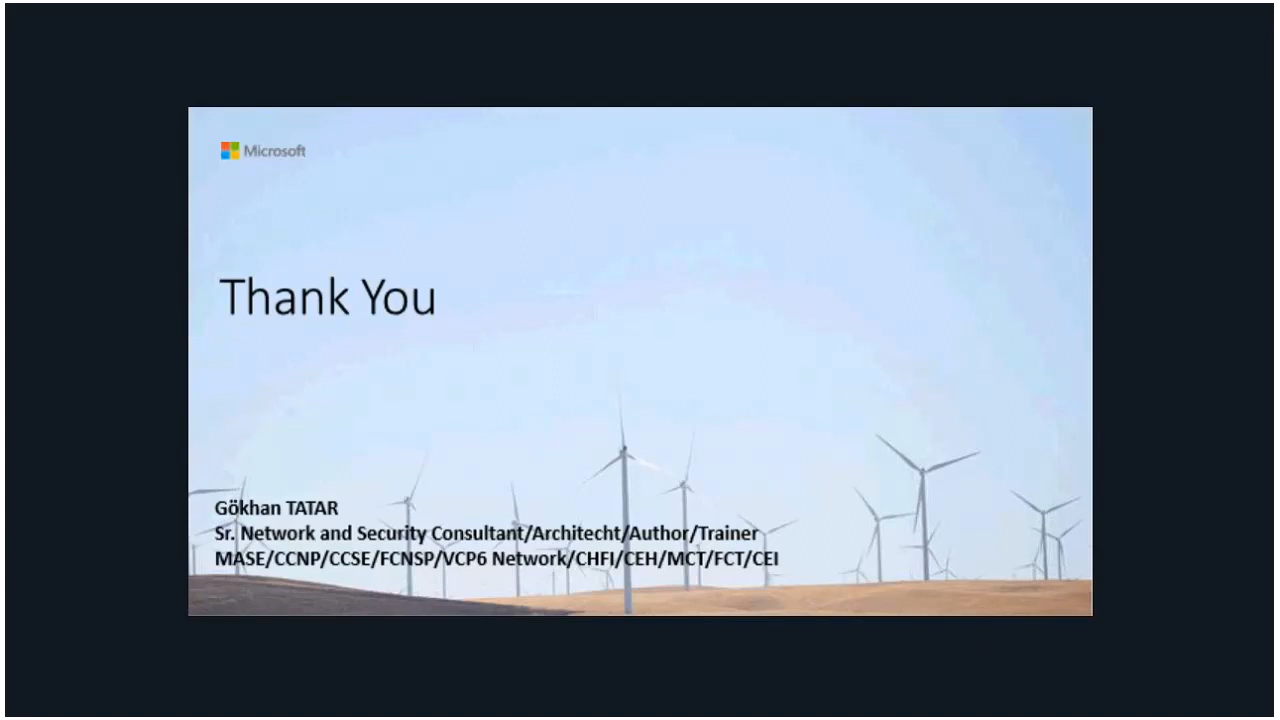 Microsoft
Thank You
Gökhan TATAR
Sr. Network and Security Consultant/Architecht/Author/Trainer
MASE/CCNP/CCSE/FCNSP/VCP6 Network/CHFI/CEH/MCT/FCT/CEI